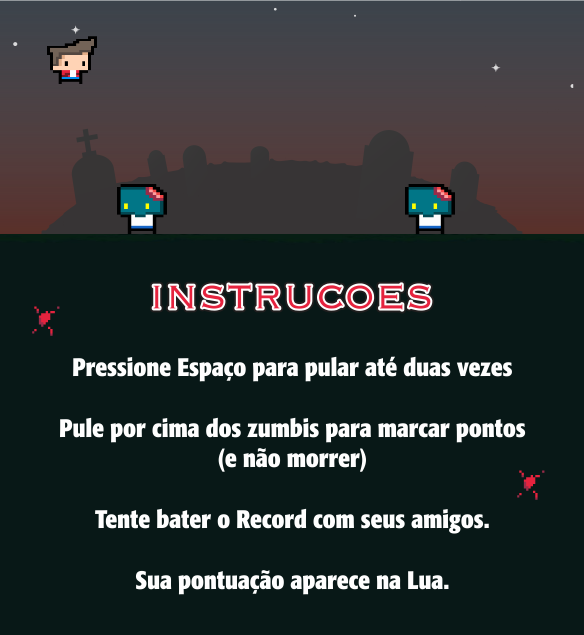 INSTRUCOES
Pressione Espaço para pular até duas vezes
Pule por cima dos zumbis para marcar pontos
(e não morrer)
Tente bater o Record com seus amigos.
Sua pontuação aparece na Lua.